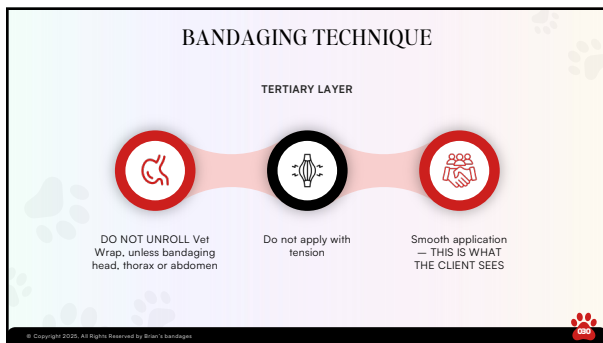 BANDAGING TECHNIQUE
TERTIARY LAYER
DO NOT UNROLL Vet
Wrap, unless bandaging
head, thorax or abdomen
Do not apply with
tension
Smooth application
– THIS IS WHAT
THE CLIENT SEES
© Copyright 2025, All Rights Reserved by Brian's bandages
030